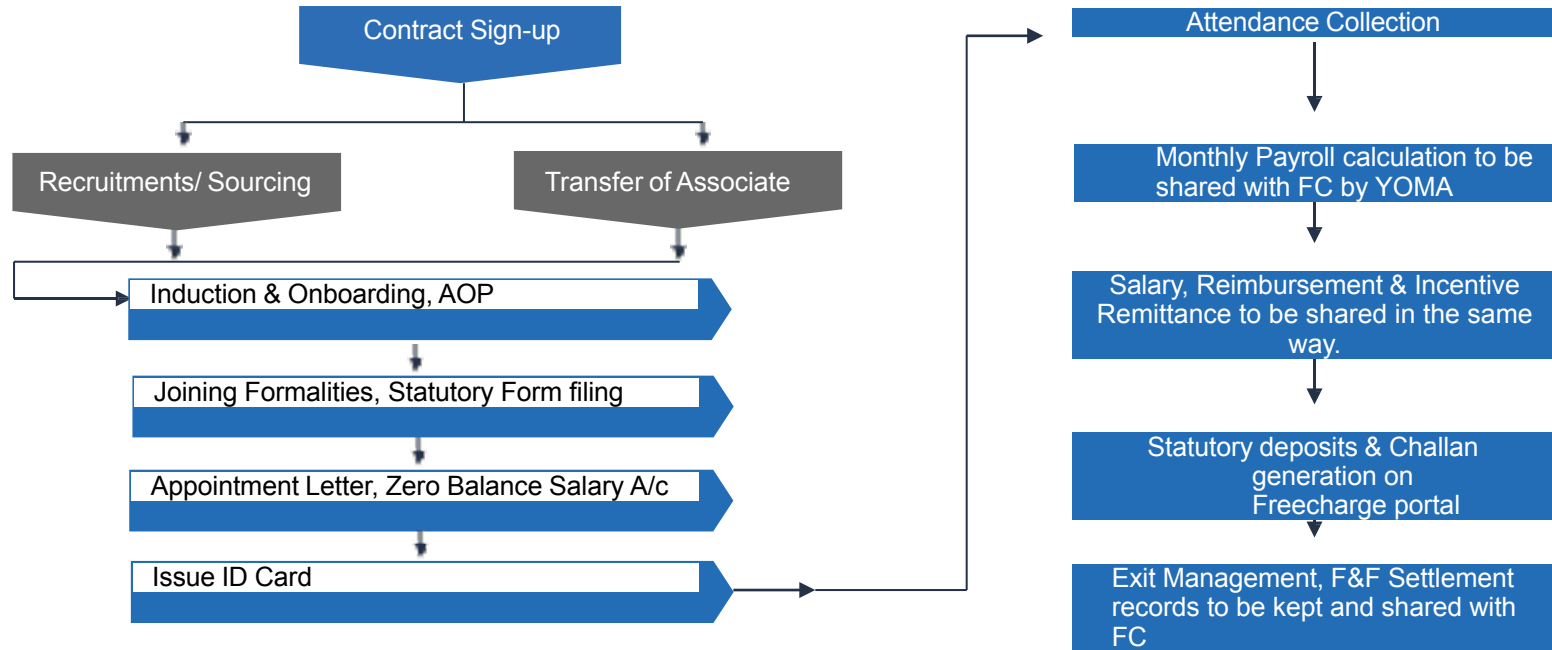 Contract Sign-up
Recruitments/ Sourcing
Transfer of Associate
Induction & Onboarding, AOP
Joining Formalities, Statutory Form filing
Appointment Letter, Zero Balance Salary A/c
Issue ID Card
Attendance Collection
Monthly Payroll calculation to be
shared with FC by YOMA
Salary, Reimbursement & Incentive
Remittance to be shared in the same
way.
Statutory deposits & Challan
generation on
Freecharge portal
Exit Management, F&F Settlement
records to be kept and shared with
FC